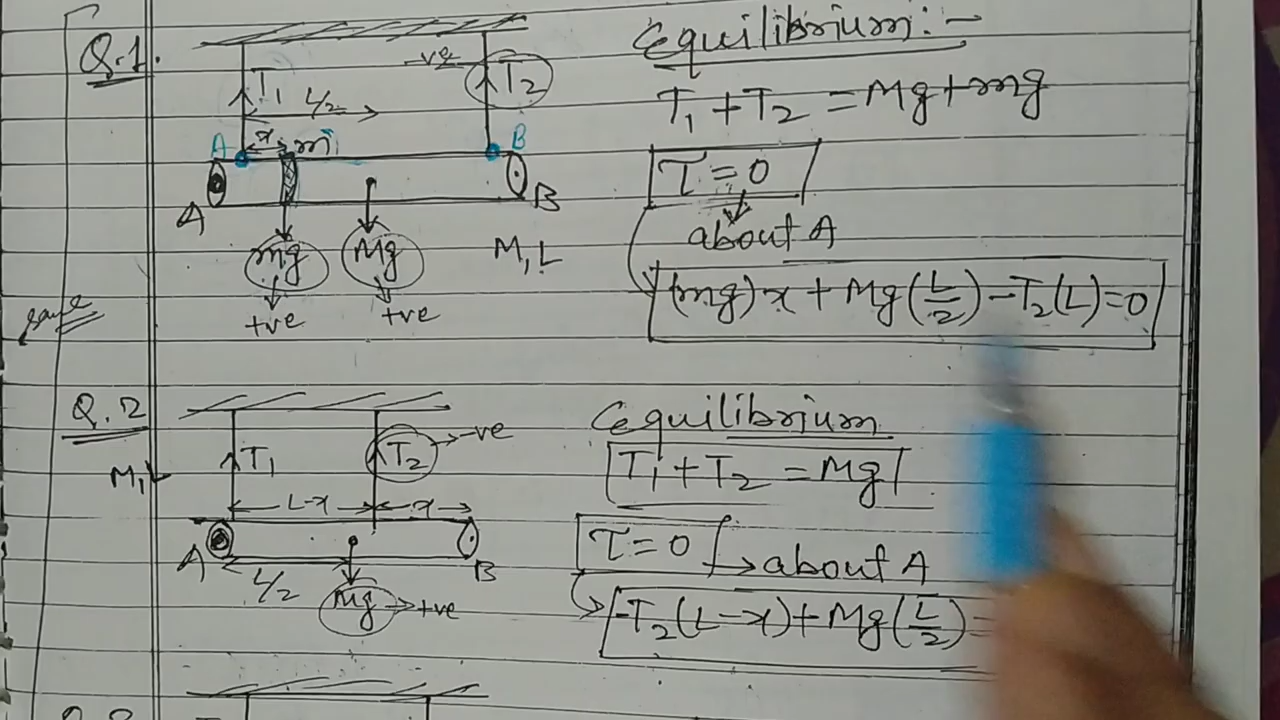 Q.1.
T₁
-ve
T₂
L/2
A
x
m
B
A
B
mg
Mg
M, L
+ve
+ve
same
Equilibrium:-
T₁ + T₂ = Mg + mg
τ = 0
about A
(mg)x + Mg(L/2) - T₂(L) = 0
Q.2
M, L
T₁
T₂
-ve
L-x
x
A
B
L/2
Mg
+ve
Equilibrium
T₁ + T₂ = Mg
τ = 0
about A
-T₂(L-x) + Mg(L/2) =